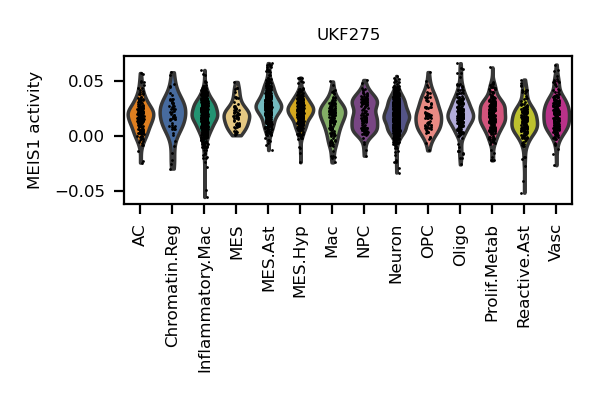 UKF275
MEIS1 activity
0.05
0.00
−0.05
AC
Chromatin.Reg
Inflammatory.Mac
MES
MES.Ast
MES.Hyp
Mac
NPC
Neuron
OPC
Oligo
Prolif.Metab
Reactive.Ast
Vasc